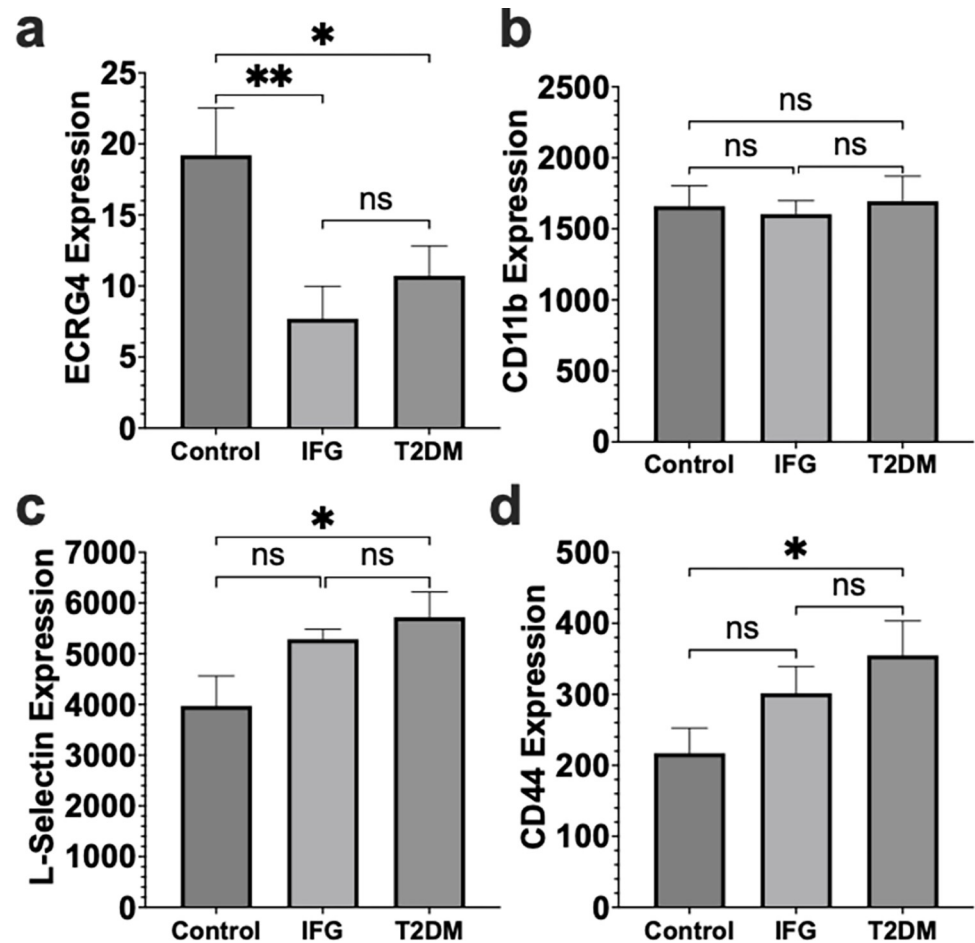 a
*
**
ns
25
20
15
10
5
0
ECRG4 Expression
Control IFG T2DM
b
ns
ns ns
2500
2000
1500
1000
500
0
CD11b Expression
Control IFG T2DM
c
*
ns ns
7000
6000
5000
4000
3000
2000
1000
0
L-Selectin Expression
Control IFG T2DM
d
*
ns
ns
500
400
300
200
100
0
CD44 Expression
Control IFG T2DM